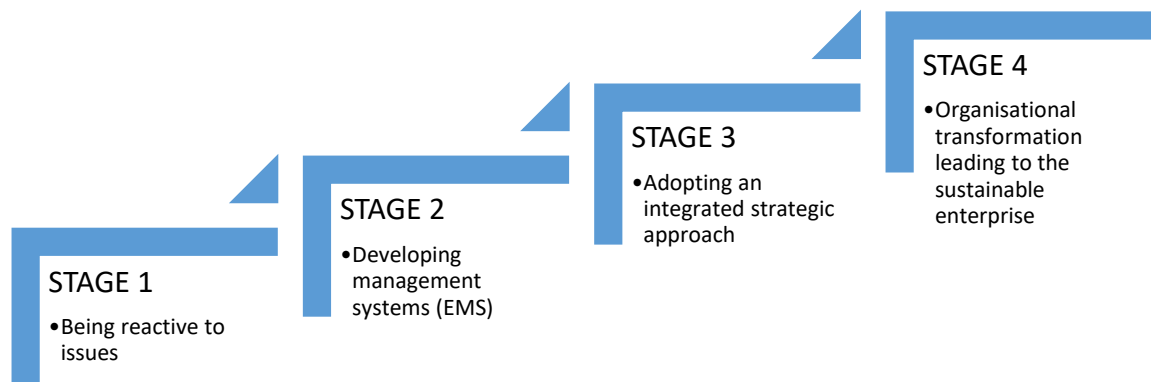 STAGE 1
•Being reactive to
issues
STAGE 2
•Developing
management
systems (EMS)
STAGE 3
•Adopting an
integrated strategic
approach
STAGE 4
•Organisational
transformation
leading to the
sustainable
enterprise